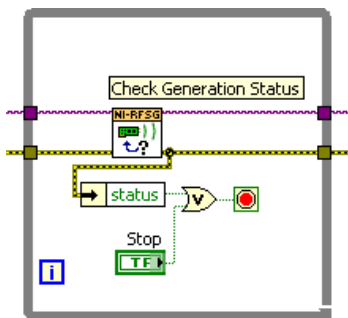 Check Generation Status
NI-RFSG
?
status
V
Stop
TF
i